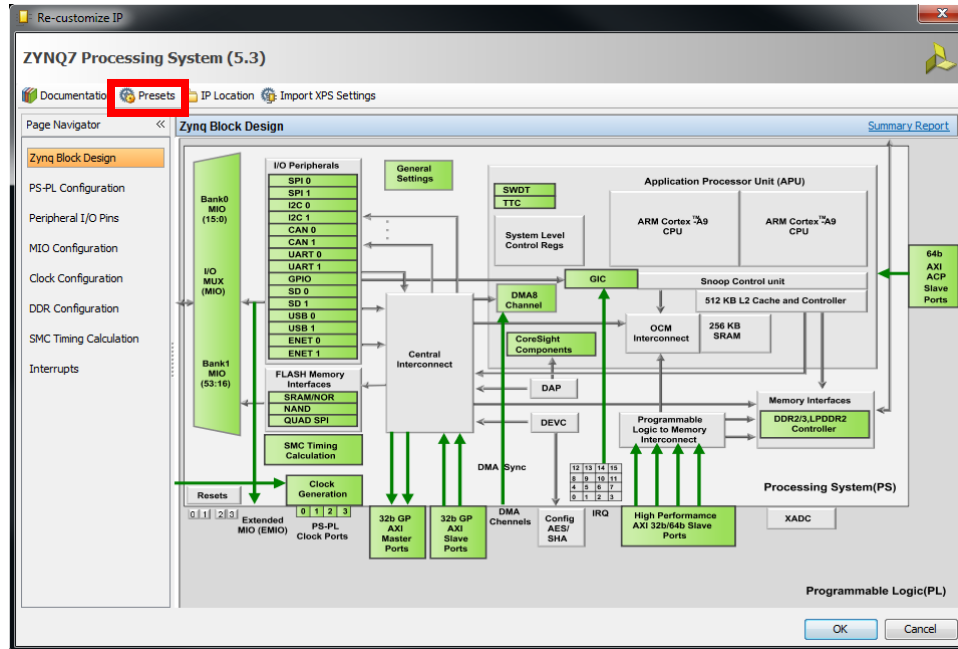 Re-customize IP
ZYNQ7 Processing System (5.3)
Documentatio Presets IP Location Import XPS Settings
Page Navigator «
Zynq Block Design
PS-PL Configuration
Peripheral I/O Pins
MIO Configuration
Clock Configuration
DDR Configuration
SMC Timing Calculation
Interrupts
Zynq Block Design
Summary Report
Bank0
MIO
(15:0)
I/O
MUX
(MIO)
Bank1
MIO
(53:16)
I/O Peripherals
SPI 0
SPI 1
I2C 0
I2C 1
CAN 0
CAN 1
UART 0
UART 1
GPIO
SD 0
SD 1
USB 0
USB 1
ENET 0
ENET 1
FLASH Memory
Interfaces
SRAM/NOR
NAND
QUAD SPI
SMC Timing
Calculation
General
Settings
Application Processor Unit (APU)
SWDT
TTC
System Level
Control Regs
ARM Cortex ™A9
CPU
ARM Cortex ™A9
CPU
GIC
Snoop Control unit
DMA8
Channel
512 KB L2 Cache and Controller
OCM
Interconnect
256 KB
SRAM
CoreSight
Components
Central
Interconnect
DAP
DEVC
Programmable
Logic to Memory
Interconnect
Memory Interfaces
DDR2/3,LPDDR2
Controller
64b
AXI
ACP
Slave
Ports
DMA Sync
12 13 14 15
8 9 10 11
4 5 6 7
0 1 2 3
Processing System(PS)
Resets
0 1 2 3
Clock
Generation
0 1 2 3
Extended
MIO (EMIO)
PS-PL
Clock Ports
32b GP
AXI
Master
Ports
32b GP
AXI
Slave
Ports
DMA
Channels
Config
AES/
SHA
IRQ
High Performamce
AXI 32b/64b Slave
Ports
XADC
Programmable Logic(PL)
OK
Cancel